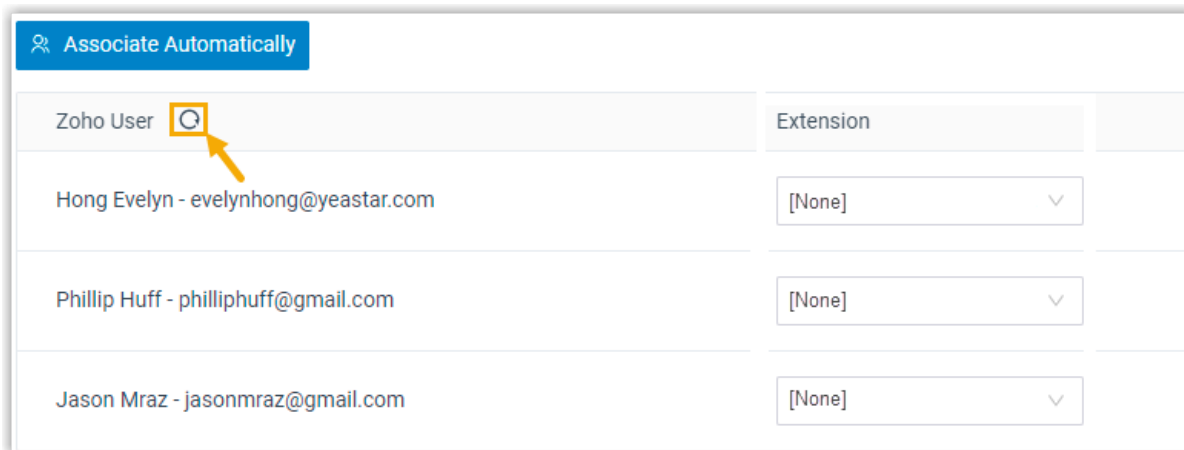 Associate Automatically
Zoho User Extension
Hong Evelyn - evelynhong@yeastar.com [None]
Phillip Huff - philliphuff@gmail.com [None]
Jason Mraz - jasonmraz@gmail.com [None]